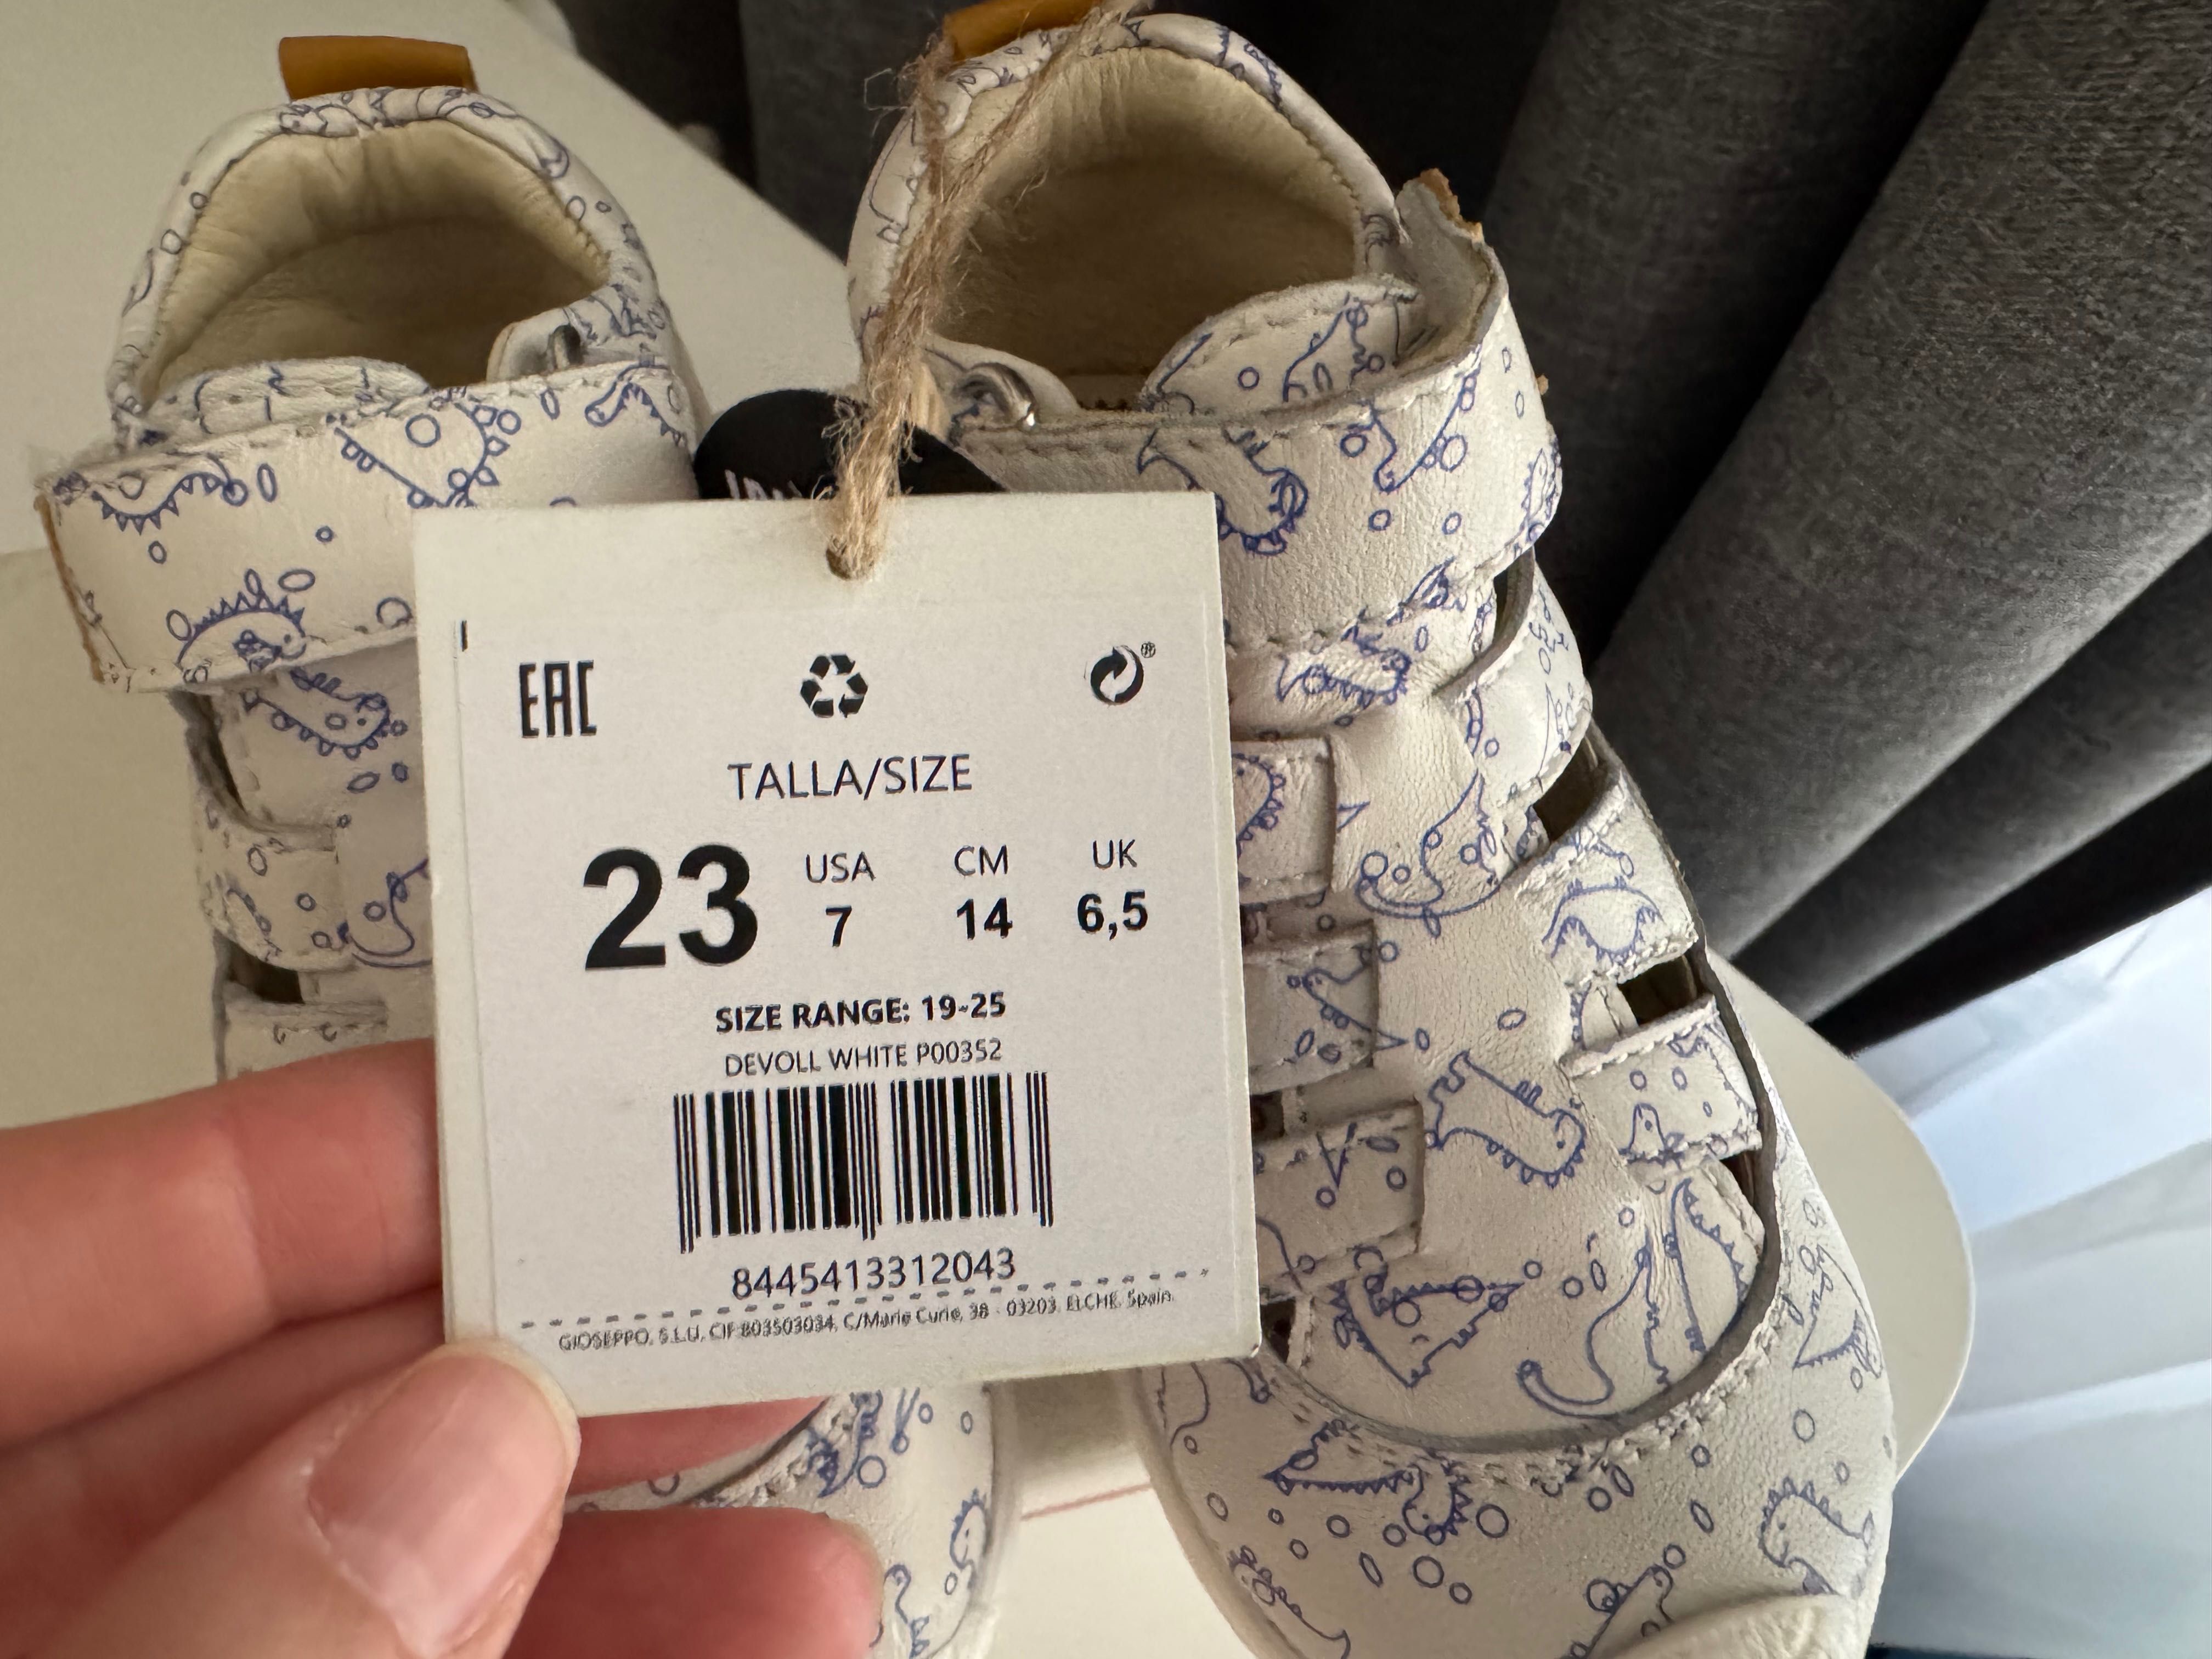 EAC
TALLA/SIZE
23 USA CM UK
7 14 6,5
SIZE RANGE: 19-25
DEVOLL WHITE P00352
8445413312043
GIOSEPPO, S.L.U, CIF B03503034, C/Marie Curie, 38 - 03203. ELCHE. Spain.